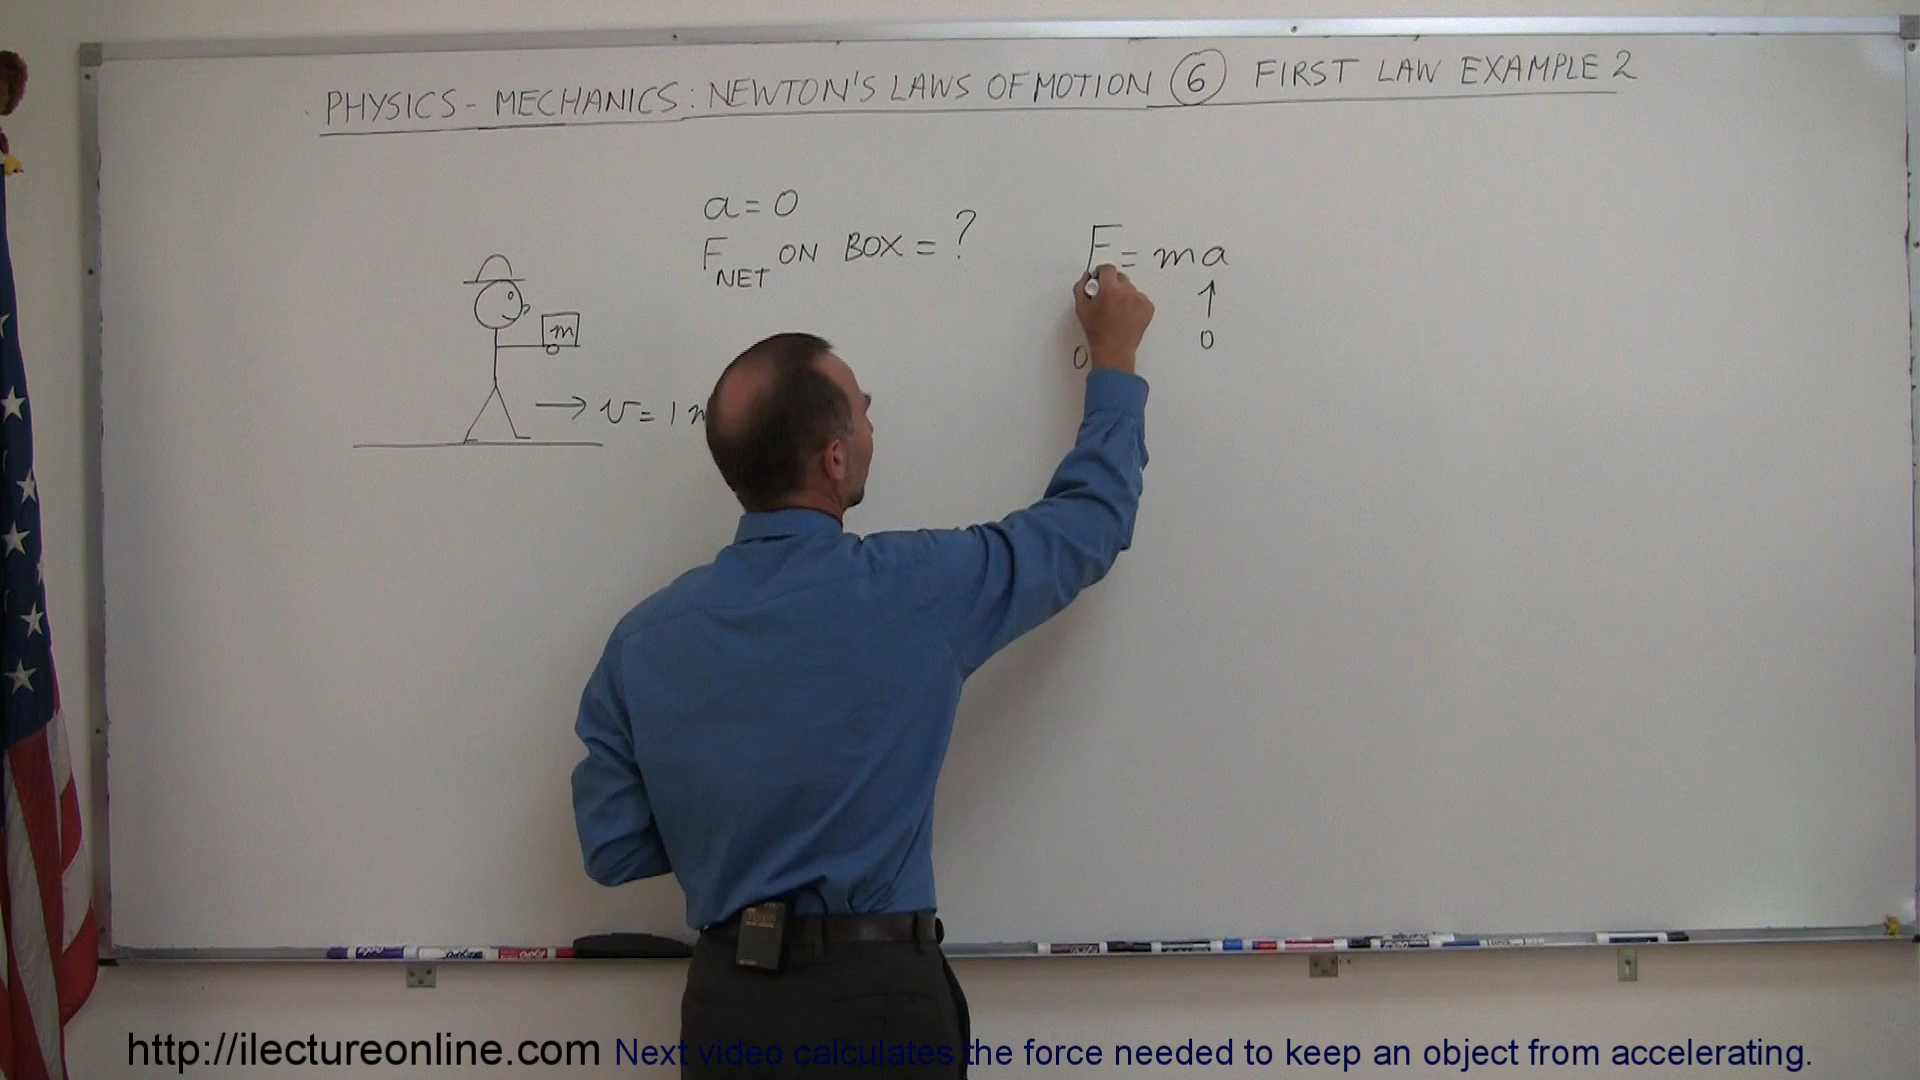 PHYSICS - MECHANICS: NEWTON'S LAWS OF MOTION 6 FIRST LAW EXAMPLE 2
a = 0
F NET ON BOX = ?
F = ma
↑
0
0
m
→ v = 1
http://ilectureonline.com Next video calculates the force needed to keep an object from accelerating.